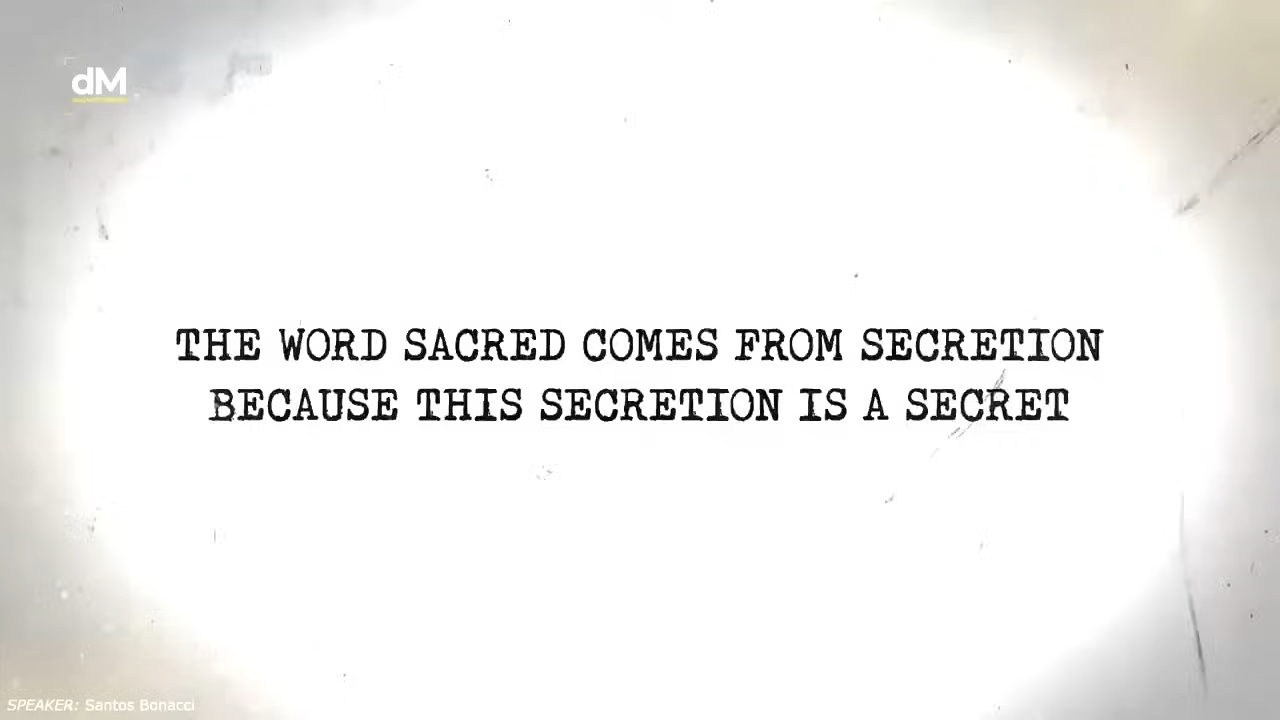 dM
THE WORD SACRED COMES FROM SECRETION
BECAUSE THIS SECRETION IS A SECRET
SPEAKER: Santos Bonacci